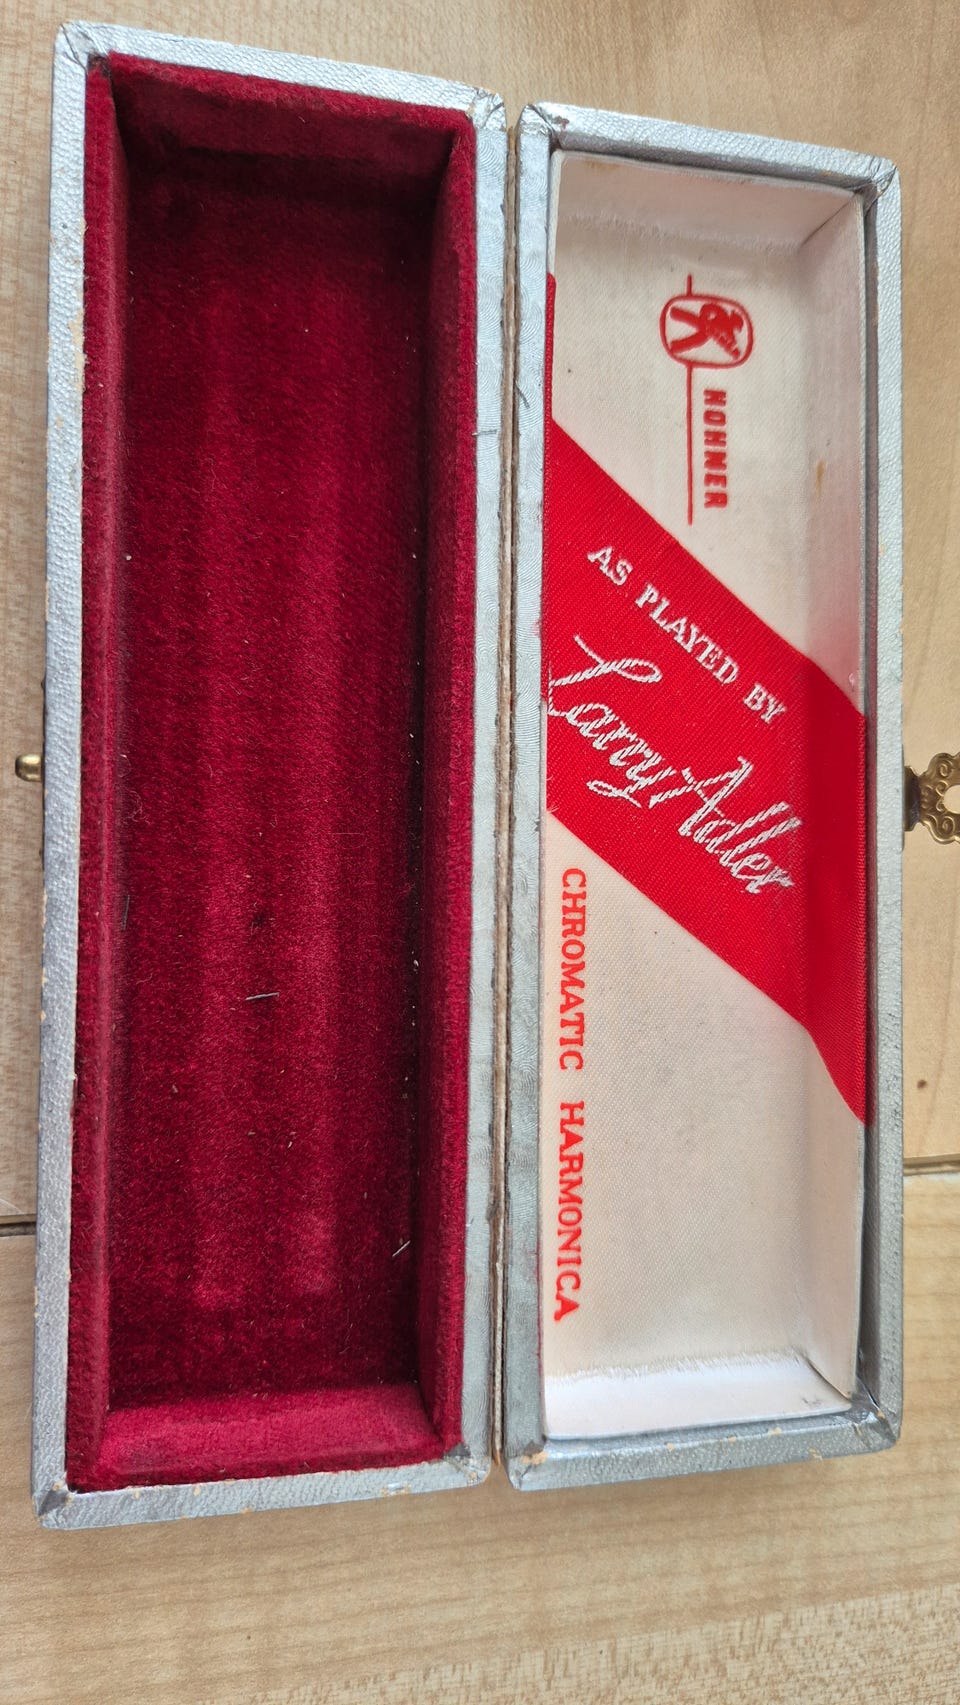 HOHNER
AS PLAYED BY
Larry Adler
CHROMATIC HARMONICA